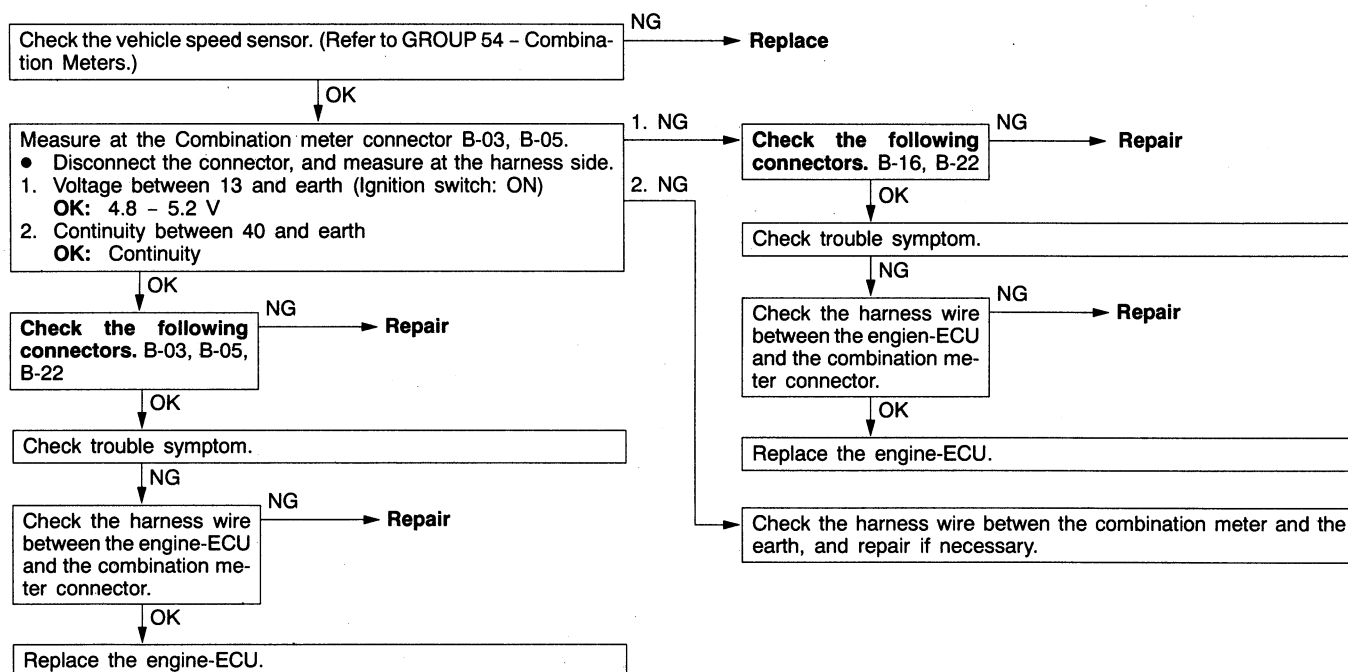 Check the vehicle speed sensor. (Refer to GROUP 54 – Combina-
tion Meters.)
NG
Replace
OK
Measure at the Combination meter connector B-03, B-05.
● Disconnect the connector, and measure at the harness side.
1. Voltage between 13 and earth (Ignition switch: ON)
OK: 4.8 – 5.2 V
2. Continuity between 40 and earth
OK: Continuity
1. NG
2. NG
OK
Check the following
connectors. B-03, B-05,
B-22
NG
Repair
OK
Check trouble symptom.
NG
Check the harness wire
between the engine-ECU
and the combination me-
ter connector.
NG
Repair
OK
Replace the engine-ECU.
Check the following
connectors. B-16, B-22
NG
Repair
OK
Check trouble symptom.
NG
Check the harness wire
between the engien-ECU
and the combination me-
ter connector.
NG
Repair
OK
Replace the engine-ECU.
Check the harness wire betwen the combination meter and the
earth, and repair if necessary.